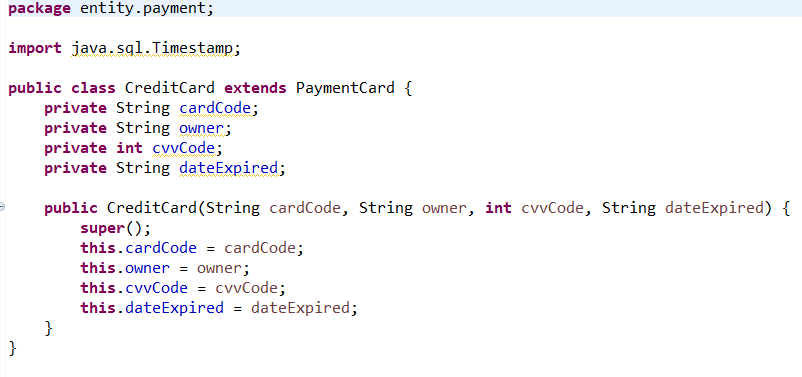 package entity.payment;
import java.sql.Timestamp;
public class CreditCard extends PaymentCard {
    private String cardCode;
    private String owner;
    private int cvvCode;
    private String dateExpired;
    public CreditCard(String cardCode, String owner, int cvvCode, String dateExpired) {
        super();
        this.cardCode = cardCode;
        this.owner = owner;
        this.cvvCode = cvvCode;
        this.dateExpired = dateExpired;
    }
}